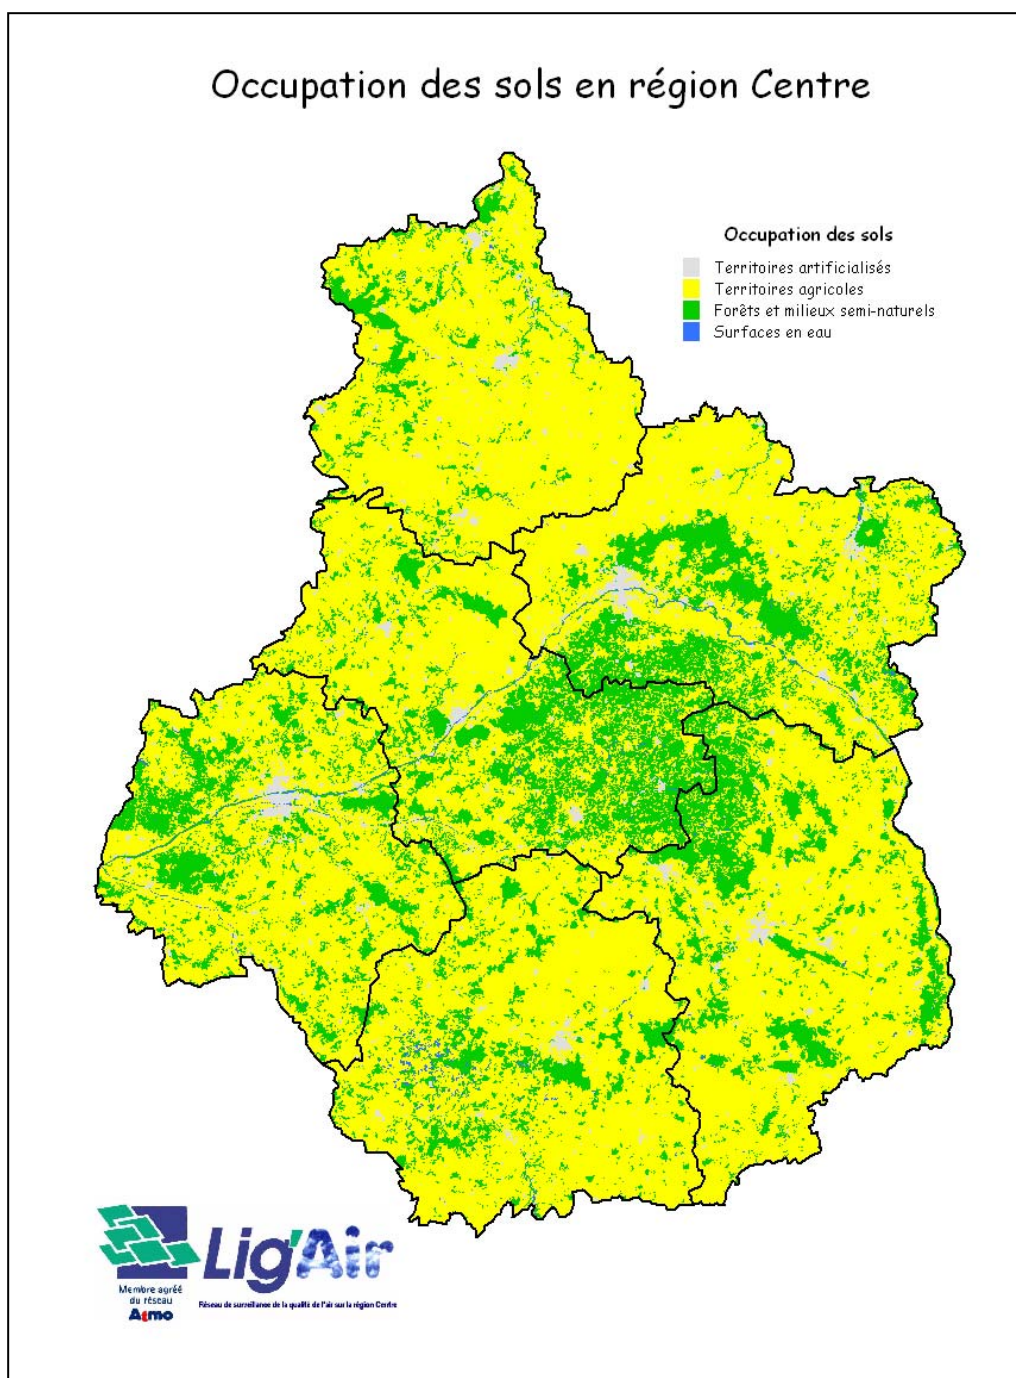 Occupation des sols en région Centre
Occupation des sols
Territoires artificialisés
Territoires agricoles
Forêts et milieux semi-naturels
Surfaces en eau
Lig'Air
Membre agréé
du réseau
Atmo
Réseau de surveillance de la qualité de l'air sur la région Centre